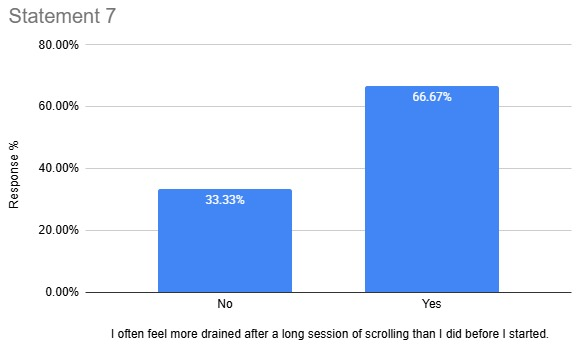 Statement 7
80.00%
60.00%
40.00%
20.00%
0.00%
Response %
33.33%
66.67%
No
Yes
I often feel more drained after a long session of scrolling than I did before I started.